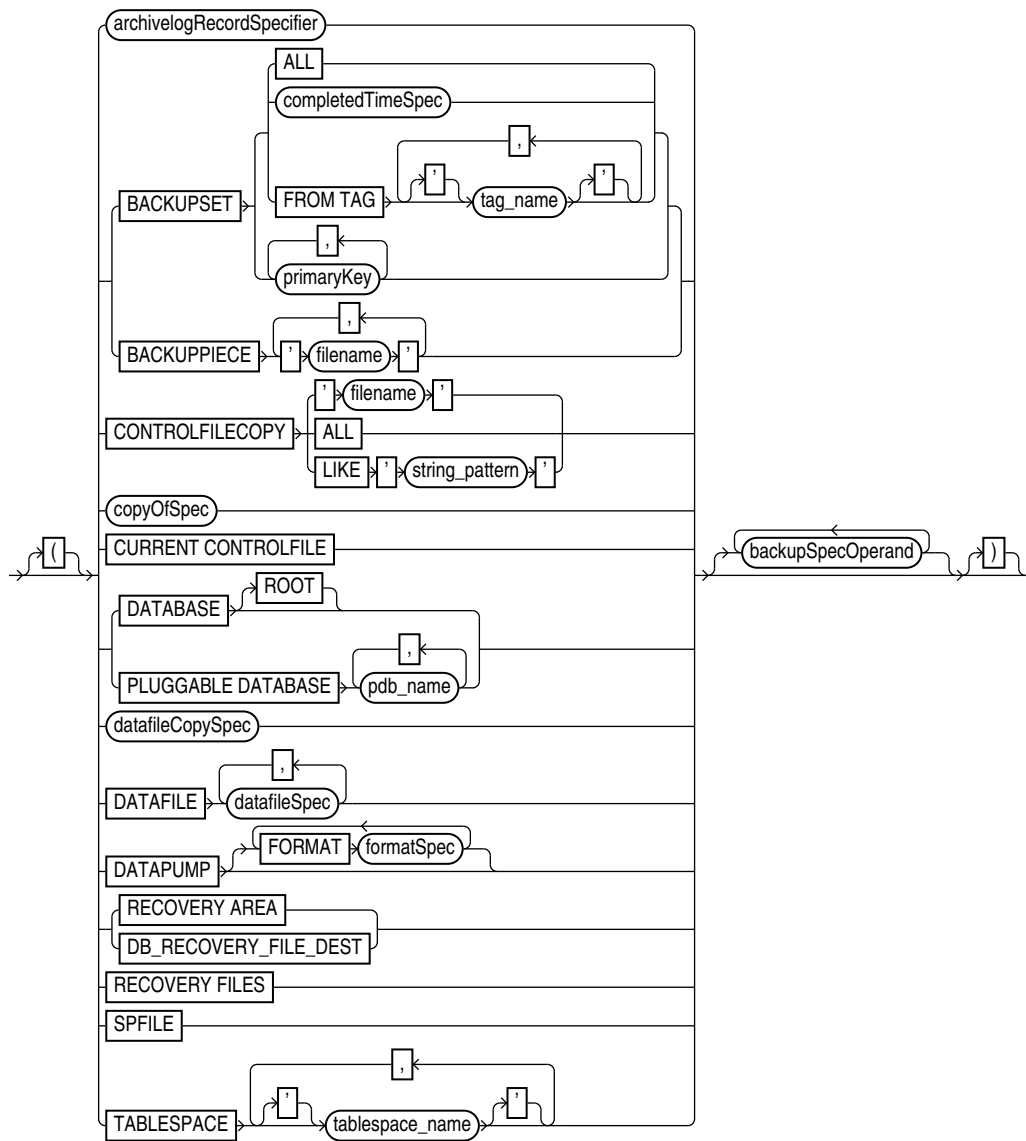 archivelogRecordSpecifier
ALL
completedTimeSpec
,
BACKUPSET FROM TAG ’ tag_name ’
,
primaryKey
,
BACKUPPIECE ’ filename ’
’ filename ’
CONTROLFILECOPY ALL
LIKE ’ string_pattern ’
copyOfSpec
( CURRENT CONTROLFILE backupSpecOperand )
ROOT
DATABASE
,
PLUGGABLE DATABASE pdb_name
datafileCopySpec
,
DATAFILE datafileSpec
FORMAT formatSpec
DATAPUMP
RECOVERY AREA
DB_RECOVERY_FILE_DEST
RECOVERY FILES
SPFILE
,
TABLESPACE ’ tablespace_name ’